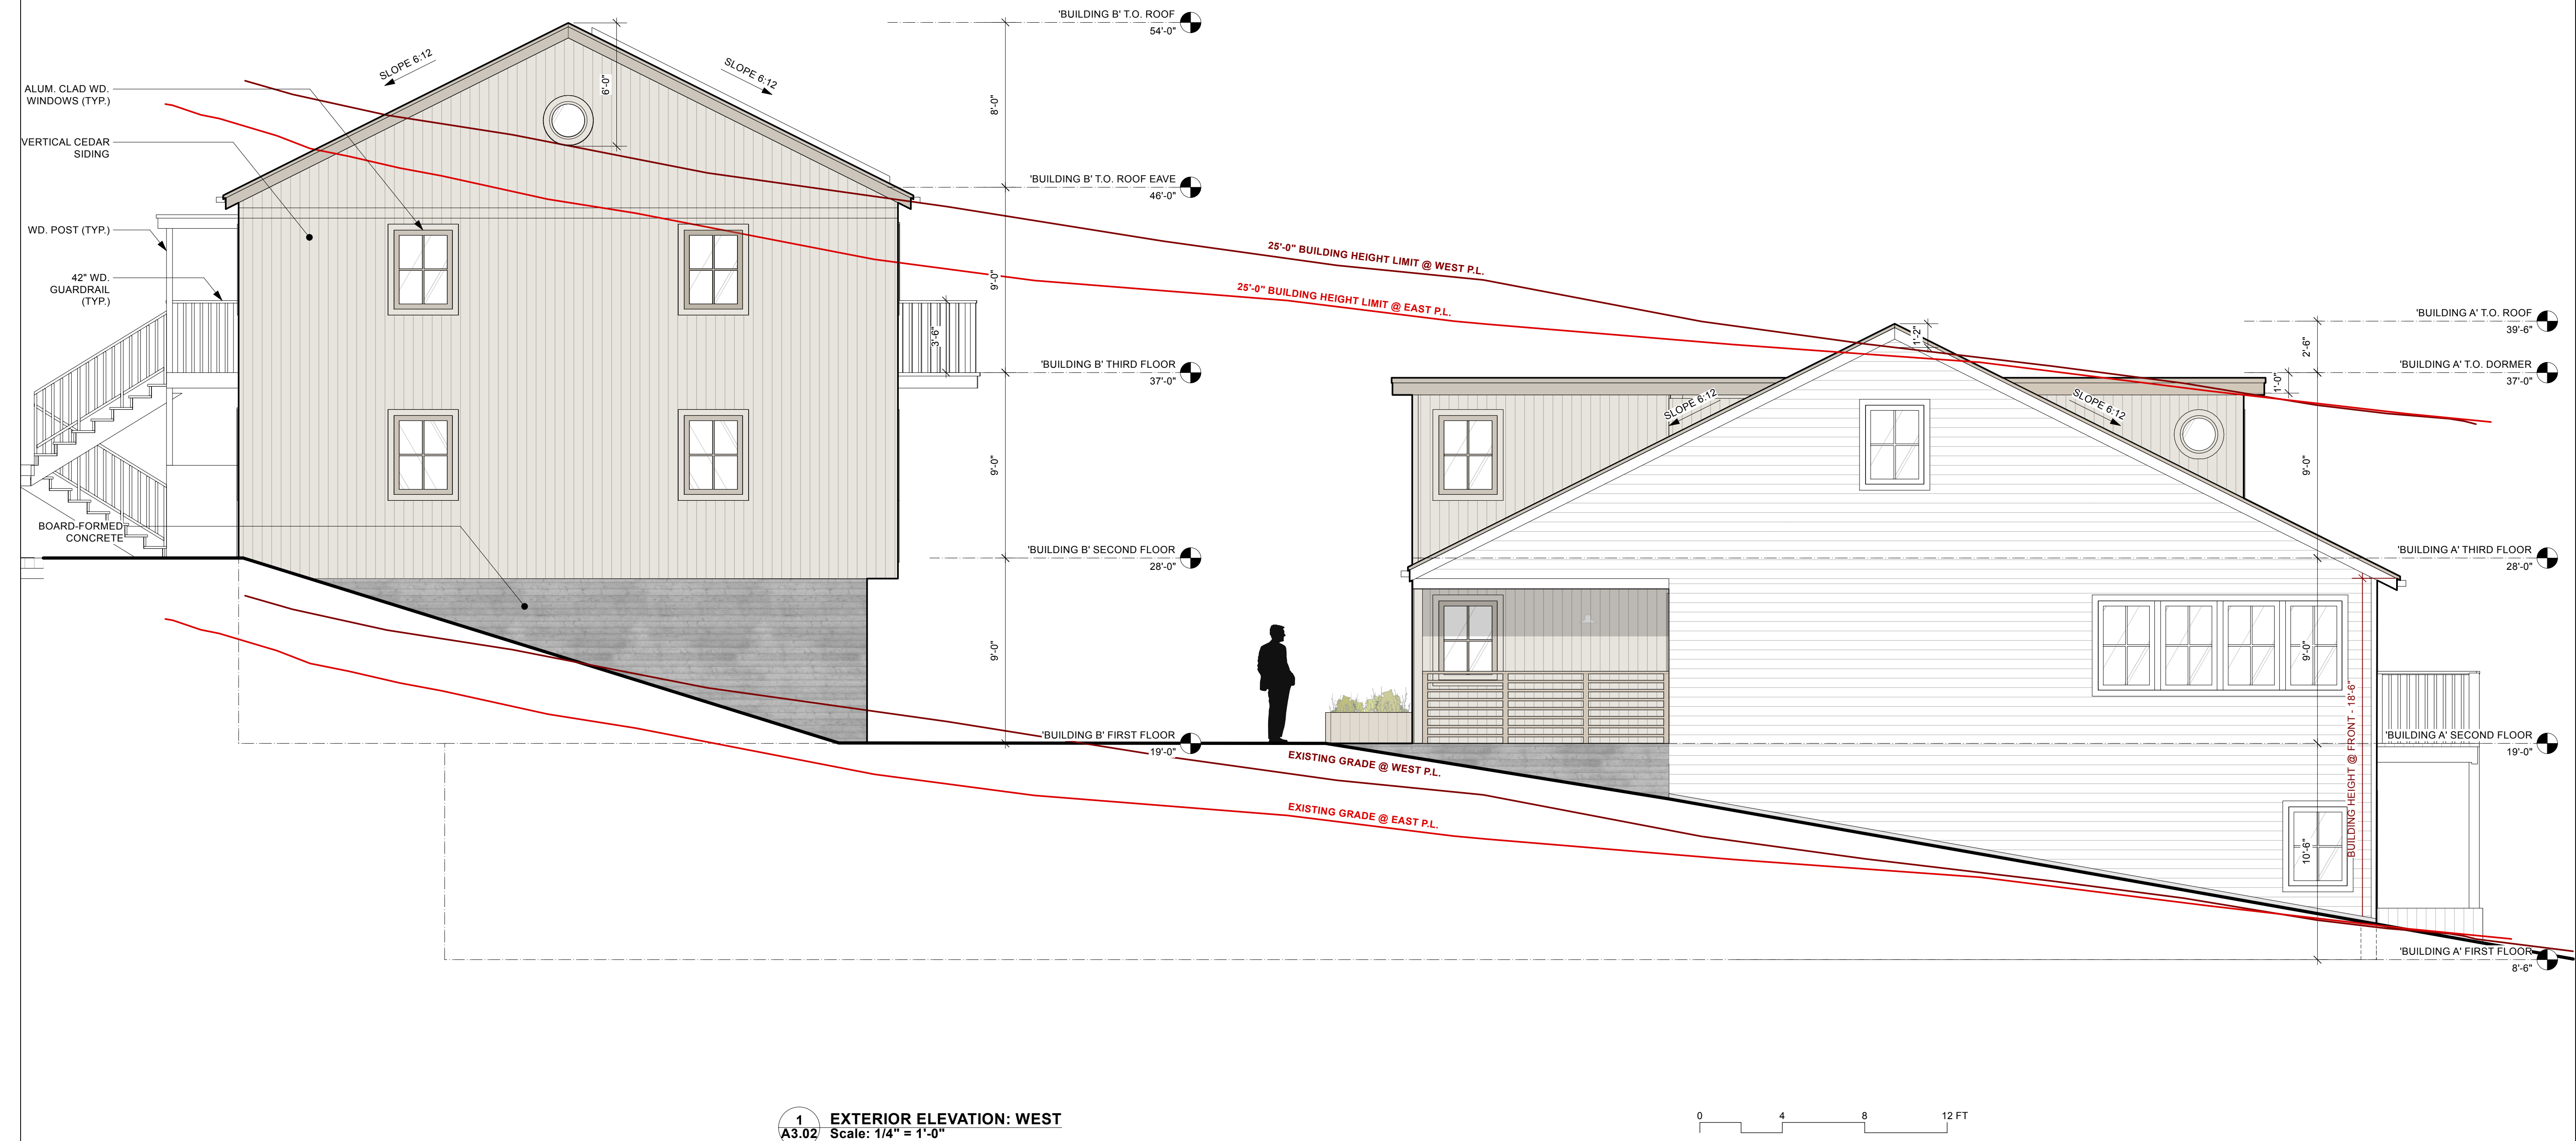 'BUILDING B' T.O. ROOF
54'-0"
SLOPE 6:12
SLOPE 6:12
6'-0"
8'-0"
ALUM. CLAD WD.
WINDOWS (TYP.)
VERTICAL CEDAR
SIDING
'BUILDING B' T.O. ROOF EAVE
46'-0"
WD. POST (TYP.)
42" WD.
GUARDRAIL
(TYP.)
9'-0"
3'-6"
25'-0" BUILDING HEIGHT LIMIT @ WEST P.L.
25'-0" BUILDING HEIGHT LIMIT @ EAST P.L.
'BUILDING A' T.O. ROOF
39'-6"
1'-2"
2'-6"
'BUILDING B' THIRD FLOOR
37'-0"
'BUILDING A' T.O. DORMER
37'-0"
1'-0"
SLOPE 6:12
SLOPE 6:12
9'-0"
9'-0"
BOARD-FORMED
CONCRETE
'BUILDING B' SECOND FLOOR
28'-0"
'BUILDING A' THIRD FLOOR
28'-0"
9'-0"
9'-0"
BUILDING HEIGHT @ FRONT - 18'-6"
'BUILDING B' FIRST FLOOR
19'-0"
'BUILDING A' SECOND FLOOR
19'-0"
EXISTING GRADE @ WEST P.L.
EXISTING GRADE @ EAST P.L.
10'-6"
'BUILDING A' FIRST FLOOR
8'-6"
1
A3.02
EXTERIOR ELEVATION: WEST
Scale: 1/4" = 1'-0"
0 4 8 12 FT